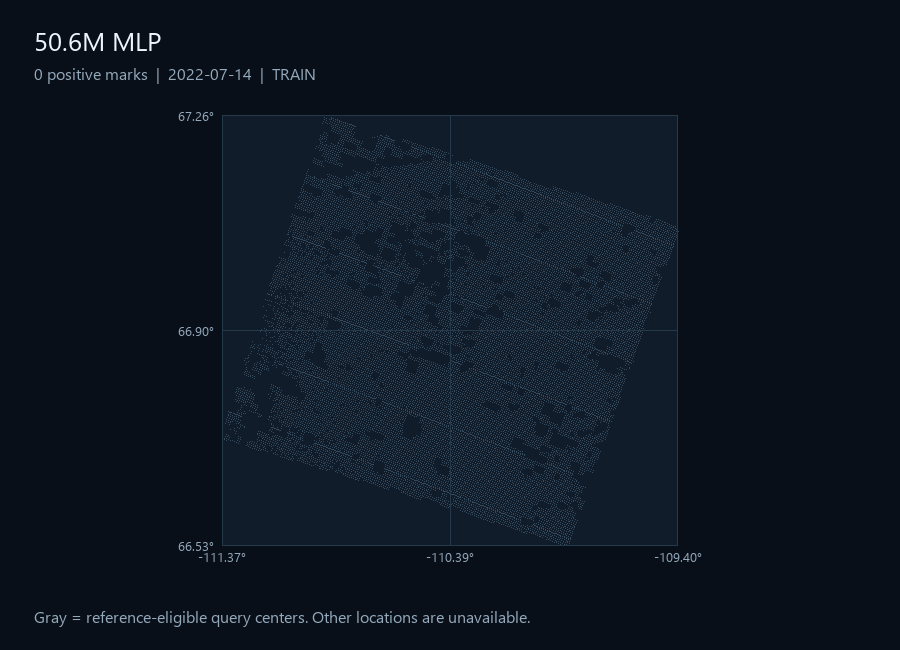 50.6M MLP
0 positive marks | 2022-07-14 | TRAIN
67.26°
66.90°
66.53°
-111.37° -110.39° -109.40°
Gray = reference-eligible query centers. Other locations are unavailable.